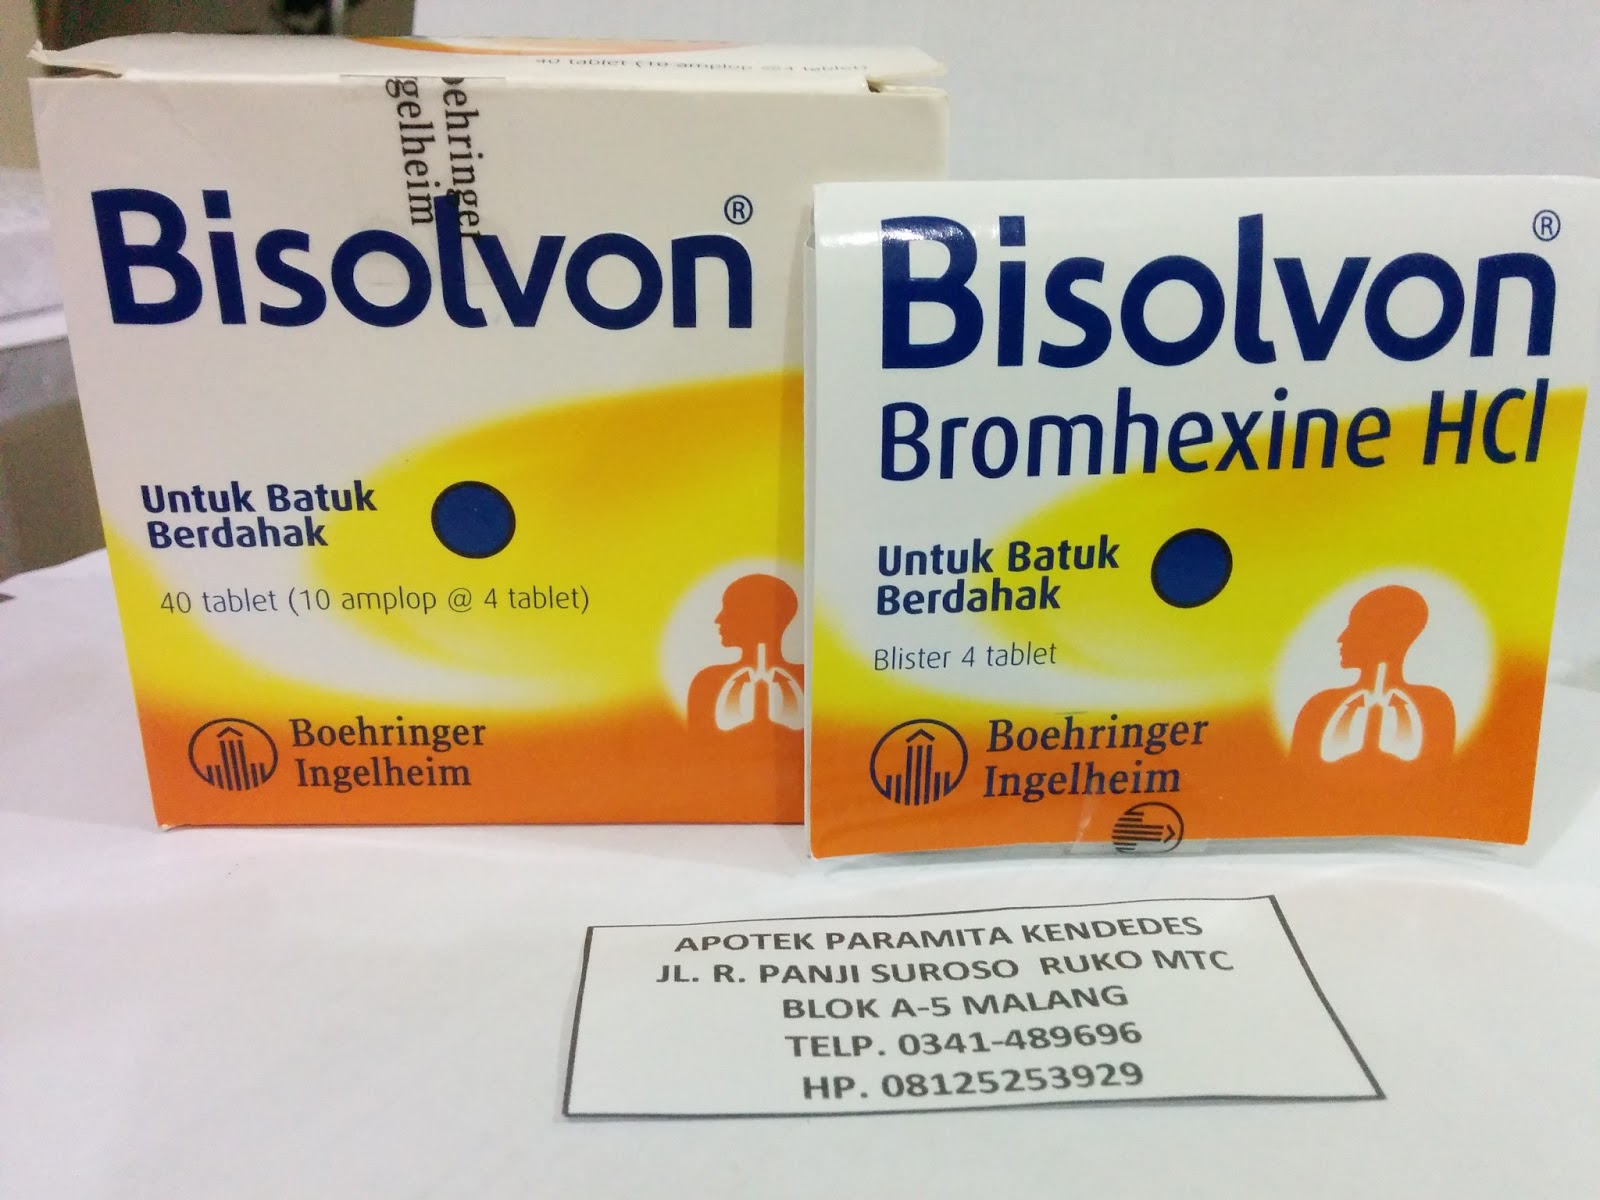 40 tablet (10 amplop @ 4 tablet)
Boehringer
Ingelheim
Bisolvon®
Untuk Batuk
Berdahak
40 tablet (10 amplop @ 4 tablet)
Boehringer
Ingelheim
Bisolvon®
Bromhexine HCl
Untuk Batuk
Berdahak
Blister 4 tablet
Boehringer
Ingelheim
APOTEK PARAMITA KENDEDES
JL. R. PANJI SUROSO RUKO MTC
BLOK A-5 MALANG
TELP. 0341-489696
HP. 08125253929